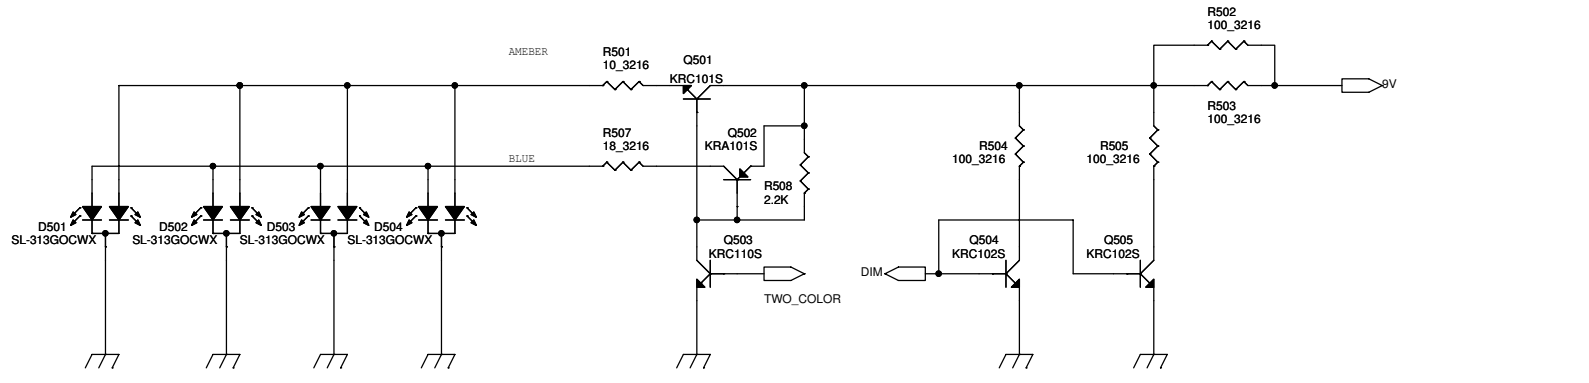 AMEBER
R501
10_3216
Q501
KRC101S
R502
100_3216
9V
R503
100_3216
R507
18_3216
BLUE
Q502
KRA101S
R508
2.2K
R504
100_3216
R505
100_3216
D501
SL-313GOCWX
D502
SL-313GOCWX
D503
SL-313GOCWX
D504
SL-313GOCWX
Q503
KRC110S
TWO_COLOR
DIM
Q504
KRC102S
Q505
KRC102S